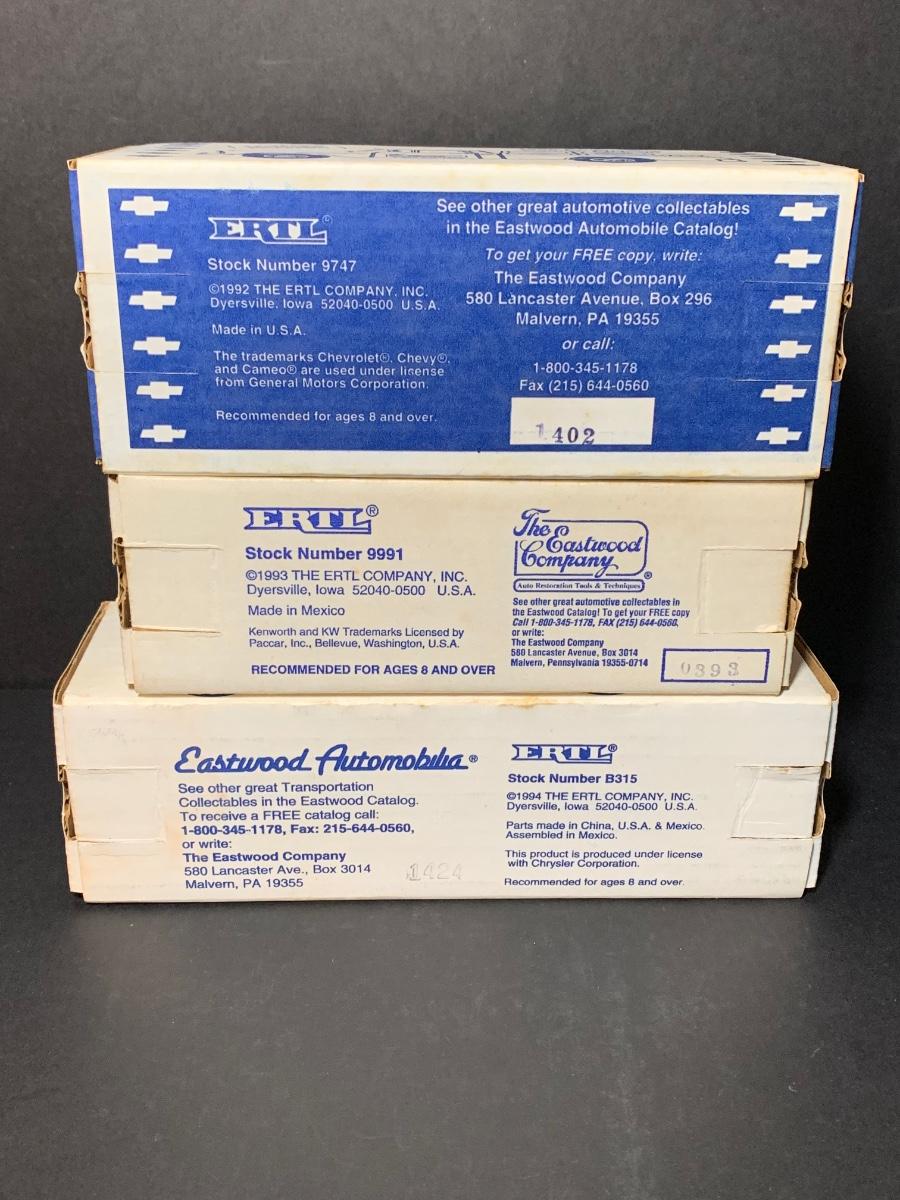 ERTL®
Stock Number 9747
©1992 THE ERTL COMPANY, INC.
Dyersville, Iowa 52040-0500 U.S.A.
Made in U.S.A.
The trademarks Chevrolet®, Chevy®,
and Cameo® are used under linense
from General Motors Corporation.
Recommended for ages 8 and over.
See other great automotive collectables
in the Eastwood Automobile Catalog!
To get your FREE copy, write:
The Eastwood Company
580 Lancaster Avenue, Box 296
Malvern, PA 19355
or call:
1-800-345-1178
Fax (215) 644-0560
1402
ERTL®
Stock Number 9991
©1993 THE ERTL COMPANY, INC.
Dyersville, Iowa 52040-0500 U.S.A.
Made in Mexico
Kenworth and KW Trademarks Licensed by
Paccar, Inc., Bellevue, Washington, U.S.A.
RECOMMENDED FOR AGES 8 AND OVER
The
Eastwood
Company
®
Auto Restoration Tools & Techniques
See other great automotive collectables in
the Eastwood Catalog! To get your FREE copy
Call 1-800-345-1178, FAX (215) 644-0560,
or write:
The Eastwood Company
580 Lancaster Avenue, Box 3014
Malvern, Pennsylvania 19355-0714
0393
Eastwood Automobilia®
See other great Transportation
Collectables in the Eastwood Catalog.
To receive a FREE catalog call:
1-800-345-1178, Fax: 215-644-0560,
or write:
The Eastwood Company
580 Lancaster Ave., Box 3014
Malvern, PA 19355
1424
ERTL®
Stock Number B315
©1994 THE ERTL COMPANY, INC.
Dyersville, Iowa 52040-0500 U.S.A.
Parts made in China, U.S.A. & Mexico.
Assembled in Mexico.
This product is produced under license
with Chrysler Corporation.
Recommended for ages 8 and over.